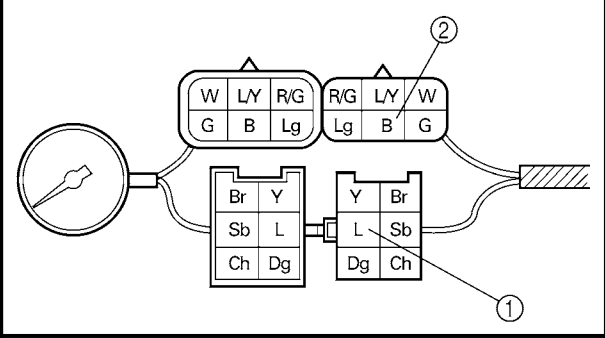 2
W L/Y R/G R/G L/Y W
G B Lg Lg B G
Br Y Y Br
Sb L L Sb
Ch Dg Dg Ch
1